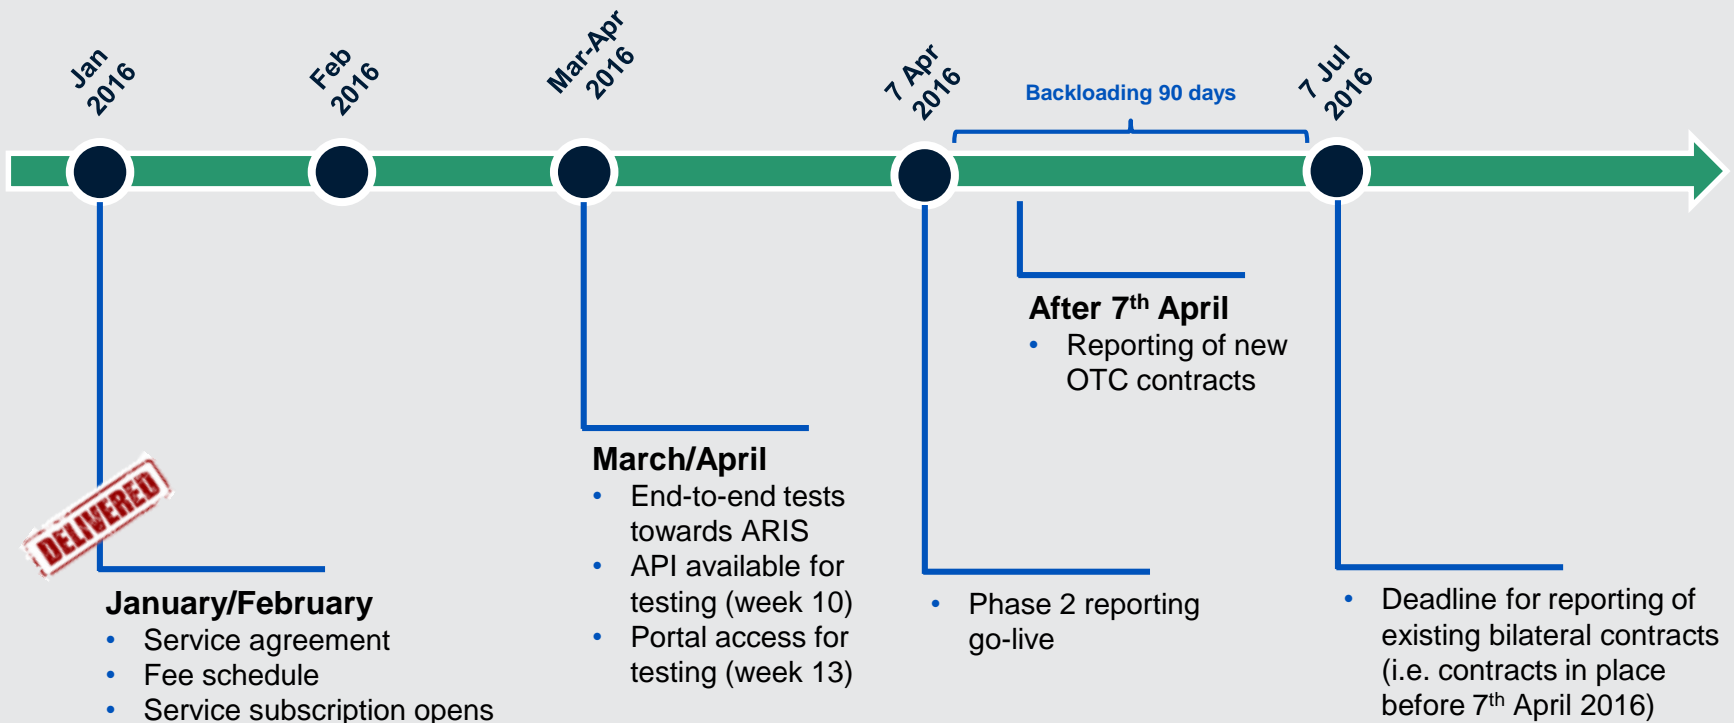 Jan
2016
Feb
2016
Mar-Apr
2016
7 Apr
2016
Backloading 90 days
7 Jul
2016
After 7th April
• Reporting of new
OTC contracts
March/April
• End-to-end tests
towards ARIS
• API available for
testing (week 10)
• Portal access for
testing (week 13)
DELIVERED
January/February
• Service agreement
• Fee schedule
• Service subscription opens
• Phase 2 reporting
go-live
• Deadline for reporting of
existing bilateral contracts
(i.e. contracts in place
before 7th April 2016)